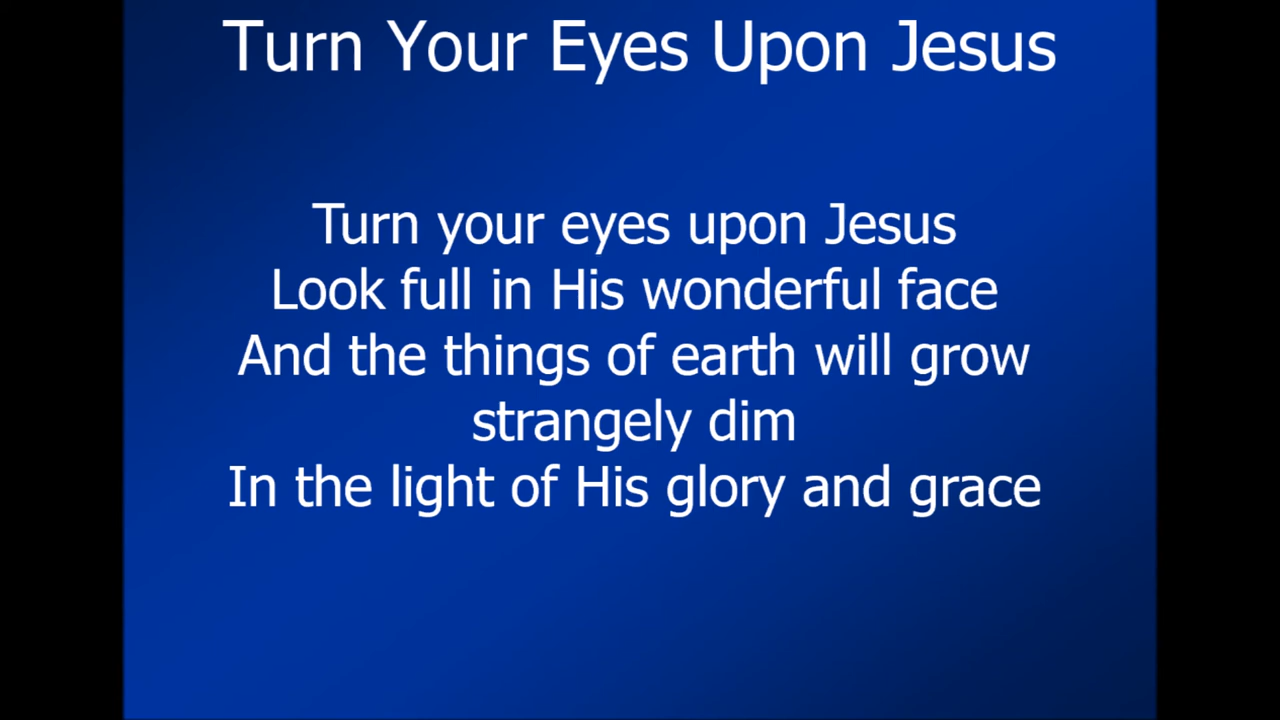 Turn Your Eyes Upon Jesus
Turn your eyes upon Jesus
Look full in His wonderful face
And the things of earth will grow
strangely dim
In the light of His glory and grace